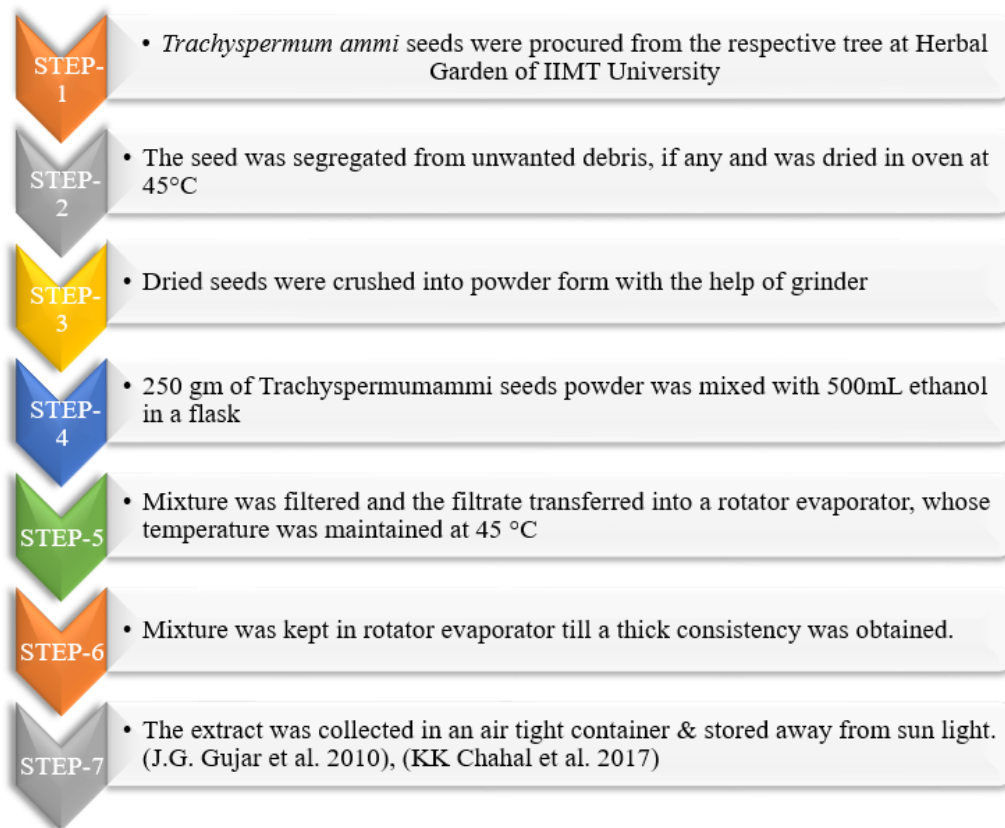 STEP-
1
• Trachyspermum ammi seeds were procured from the respective tree at Herbal
Garden of IIMT University
STEP-
2
• The seed was segregated from unwanted debris, if any and was dried in oven at
45°C
STEP-
3
• Dried seeds were crushed into powder form with the help of grinder
STEP-
4
• 250 gm of Trachyspermumammi seeds powder was mixed with 500mL ethanol
in a flask
STEP-5
• Mixture was filtered and the filtrate transferred into a rotator evaporator, whose
temperature was maintained at 45 °C
STEP-6
• Mixture was kept in rotator evaporator till a thick consistency was obtained.
STEP-7
• The extract was collected in an air tight container & stored away from sun light.
(J.G. Gujar et al. 2010), (KK Chahal et al. 2017)